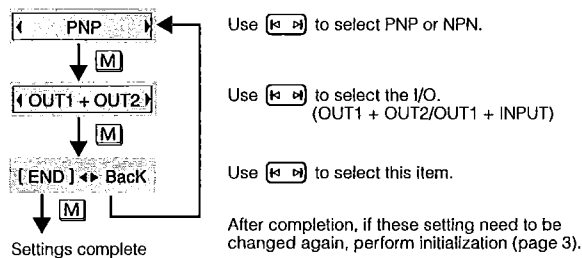 PNP
Use to select PNP or NPN.
M
OUT1 + OUT2
Use to select the I/O.
(OUT1 + OUT2/OUT1 + INPUT)
M
[ END ] BacK
Use to select this item.
M
After completion, if these setting need to be
changed again, perform initialization (page 3).
Settings complete